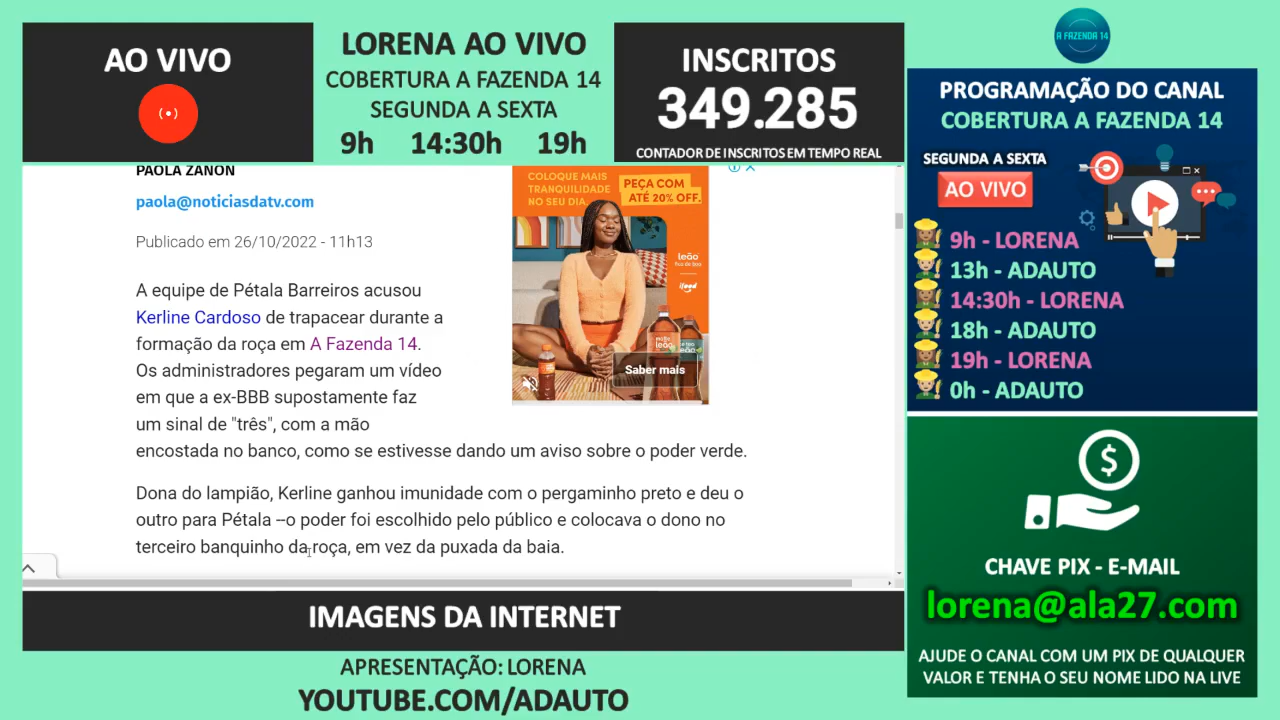 AO VIVO
LORENA AO VIVO
COBERTURA A FAZENDA 14
SEGUNDA A SEXTA
9h 14:30h 19h
INSCRITOS
349.285
CONTADOR DE INSCRITOS EM TEMPO REAL
A FAZENDA 14
PROGRAMAÇÃO DO CANAL
COBERTURA A FAZENDA 14
SEGUNDA A SEXTA
AO VIVO
9h - LORENA
13h - ADAUTO
14:30h - LORENA
18h - ADAUTO
19h - LORENA
0h - ADAUTO
PAOLA ZANON
paola@noticiasdatv.com
Publicado em 26/10/2022 - 11h13
A equipe de Pétala Barreiros acusou
Kerline Cardoso de trapacear durante a
formação da roça em A Fazenda 14.
Os administradores pegaram um vídeo
em que a ex-BBB supostamente faz
um sinal de "três", com a mão
encostada no banco, como se estivesse dando um aviso sobre o poder verde.
Dona do lampião, Kerline ganhou imunidade com o pergaminho preto e deu o
outro para Pétala --o poder foi escolhido pelo público e colocava o dono no
terceiro banquinho da roça, em vez da puxada da baia.
COLOQUE MAIS
TRANQUILIDADE
NO SEU DIA
PEÇA COM
ATÉ 20% OFF.
leão
ifood
Saber mais
IMAGENS DA INTERNET
APRESENTAÇÃO: LORENA
YOUTUBE.COM/ADAUTO
CHAVE PIX - E-MAIL
lorena@ala27.com
AJUDE O CANAL COM UM PIX DE QUALQUER
VALOR E TENHA O SEU NOME LIDO NA LIVE